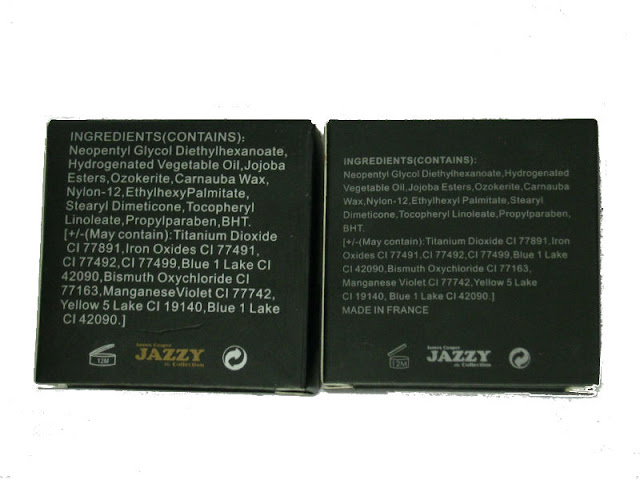 INGREDIENTS(CONTAINS):
Neopentyl Glycol Diethylhexanoate,
Hydrogenated Vegetable Oil,Jojoba
Esters,Ozokerite,Carnauba Wax,
Nylon-12,EthylhexyPalmitate,
Stearyl Dimeticone,Tocopheryl
Linoleate,Propylparaben,BHT.
[+/-(May contain):Titanium Dioxide
CI 77891,Iron Oxides CI 77491,
CI 77492,CI 77499,Blue 1 Lake CI
42090,Bismuth Oxychloride CI
77163,ManganeseViolet CI 77742,
Yellow 5 Lake CI 19140,Blue 1 Lake
CI 42090.]
12M
JAZZY
Collection
INGREDIENTS(CONTAINS):
Neopentyl Glycol Diethylhexanoate,Hydrogenated
Vegetable Oil,Jojoba Esters,Ozokerite,Carnauba
Wax,Nylon-12,Ethylhexyl Palmitate,Stearyl
Dimeticone,Tocopheryl Linoleate,Propylparaben,
BHT.
[+/-(May contain):Titanium Dioxide CI 77891,Iron
Oxides CI 77491,CI 77492,CI 77499,Blue 1 Lake CI
42090,Bismuth Oxychloride CI 77163,
Manganese Violet CI 77742,Yellow 5 Lake
CI 19140, Blue 1 Lake CI 42090.]
MADE IN FRANCE
12M
JAZZY
Collection